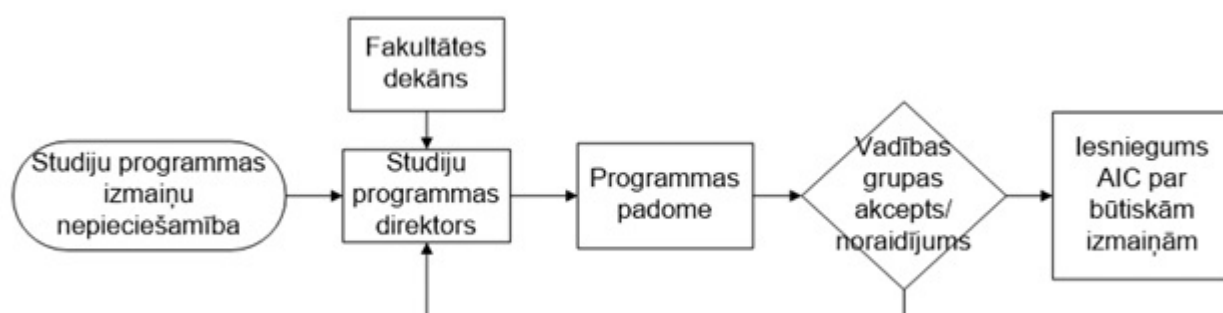 Fakultātes
dekāns
Studiju programmas
izmaiņu
nepieciešamība
Studiju
programmas
direktors
Programmas
padome
Vadības
grupas
akcepts/
noraidījums
Iesniegums
AIC par
būtiskām
izmaiņām